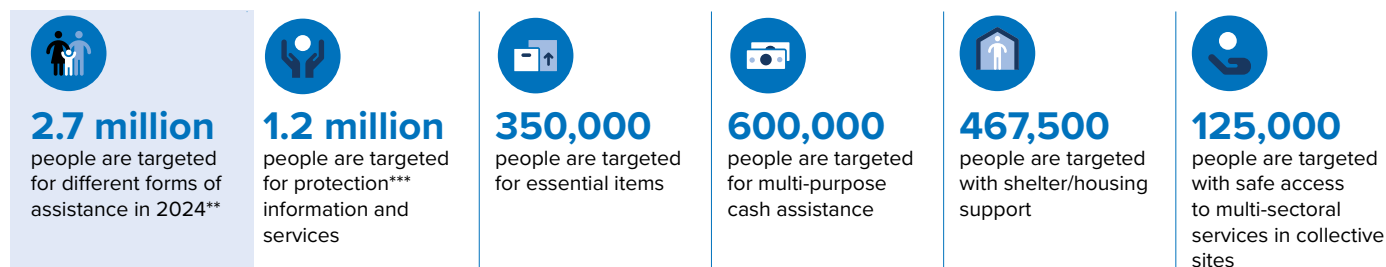 2.7 million
people are targeted
for different forms of
assistance in 2024**
1.2 million
people are targeted
for protection***
information and
services
350,000
people are targeted
for essential items
600,000
people are targeted
for multi-purpose
cash assistance
467,500
people are targeted
with shelter/housing
support
125,000
people are targeted
with safe access
to multi-sectoral
services in collective
sites